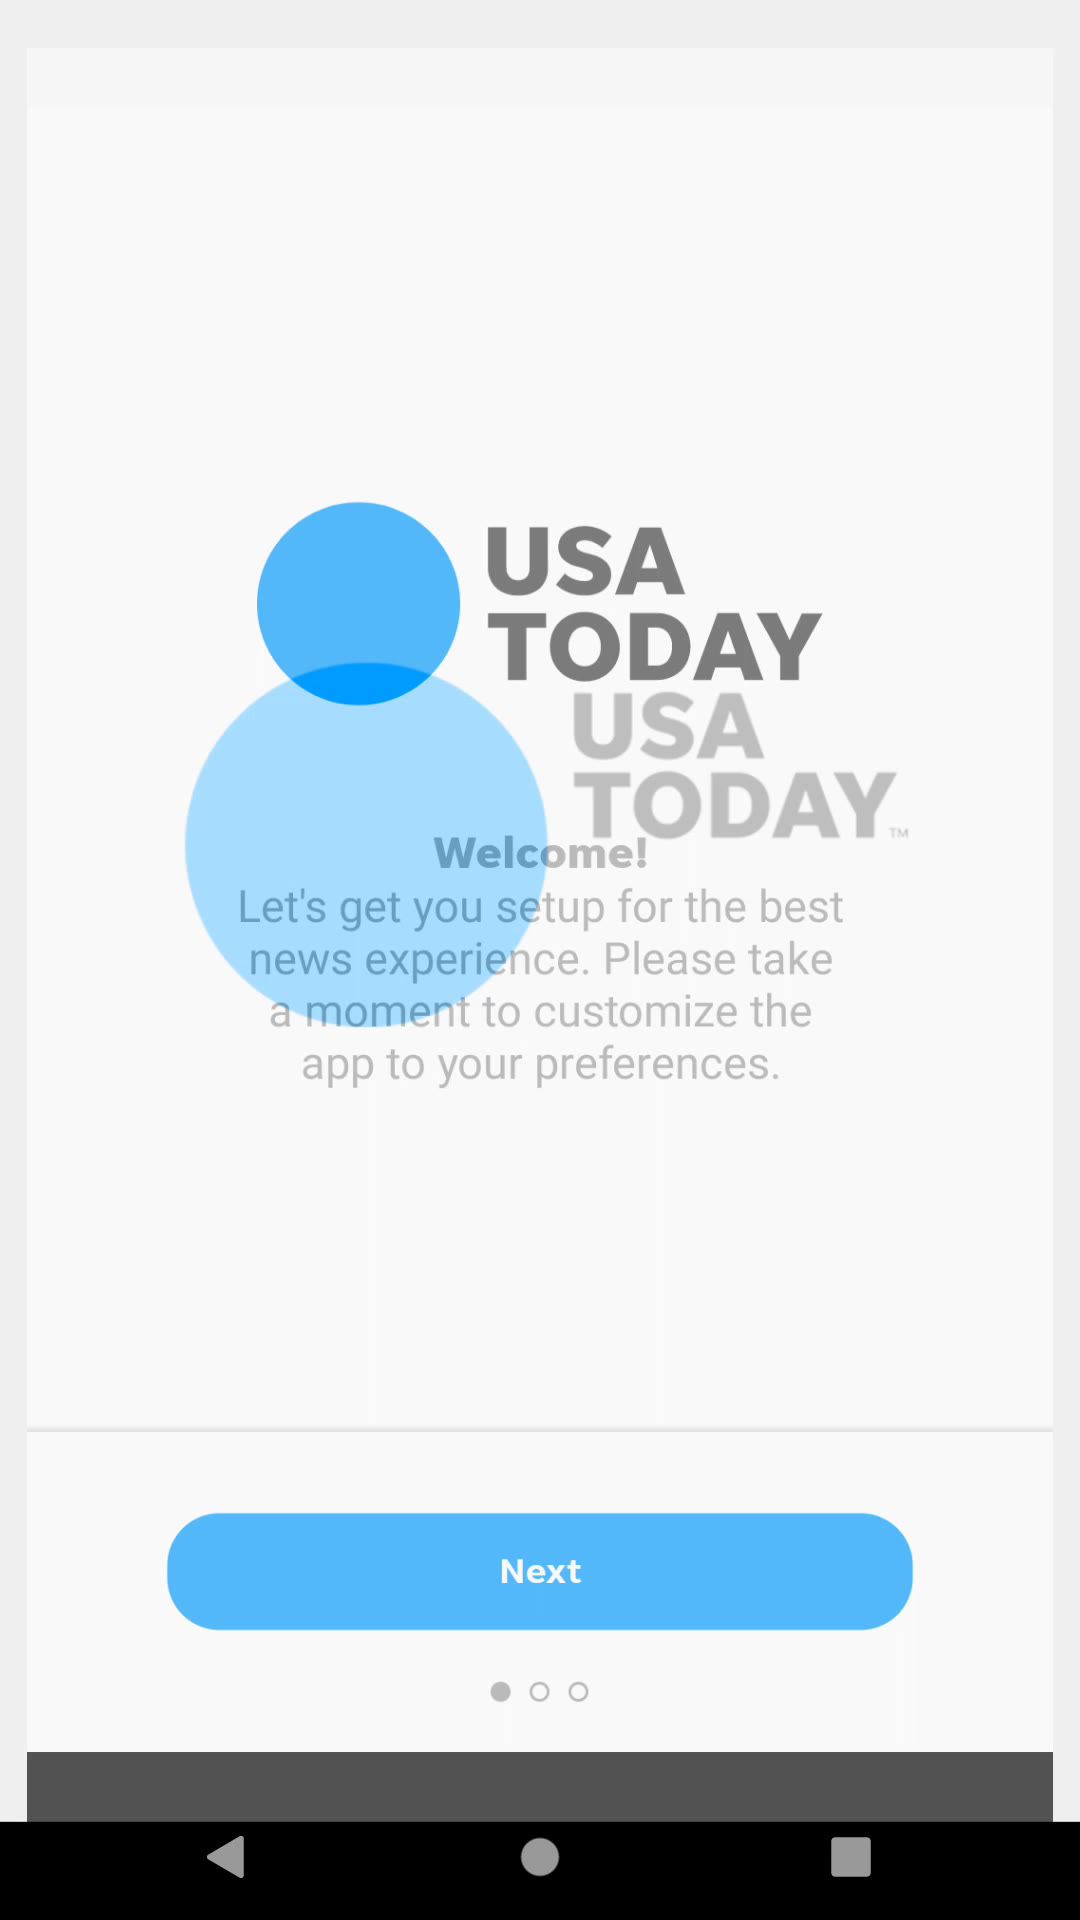 USA
TODAY
USA
TODAY™
Welcome!
Let's get you setup for the best
news experience. Please take
a moment to customize the
app to your preferences.
Next